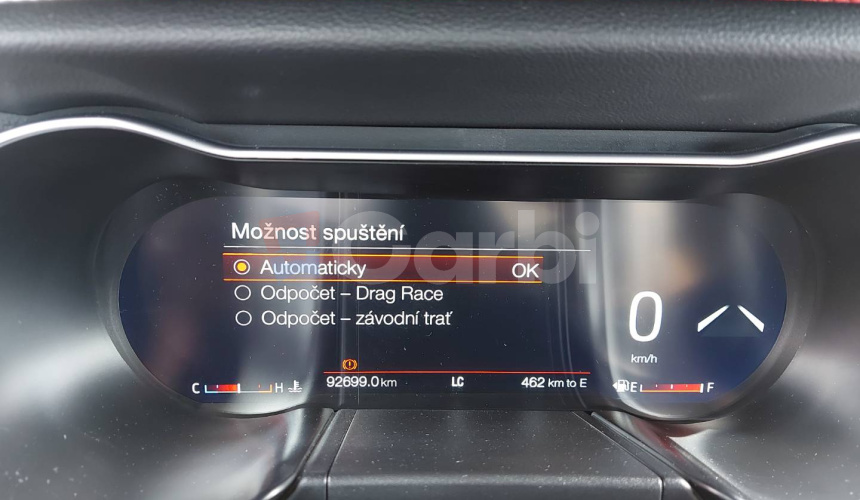 Možnost spuštění
Carbi
Automaticky OK
Odpočet – Drag Race
Odpočet – závodní trať
0
km/h
C H
92699.0 km LC 462 km to E
E F